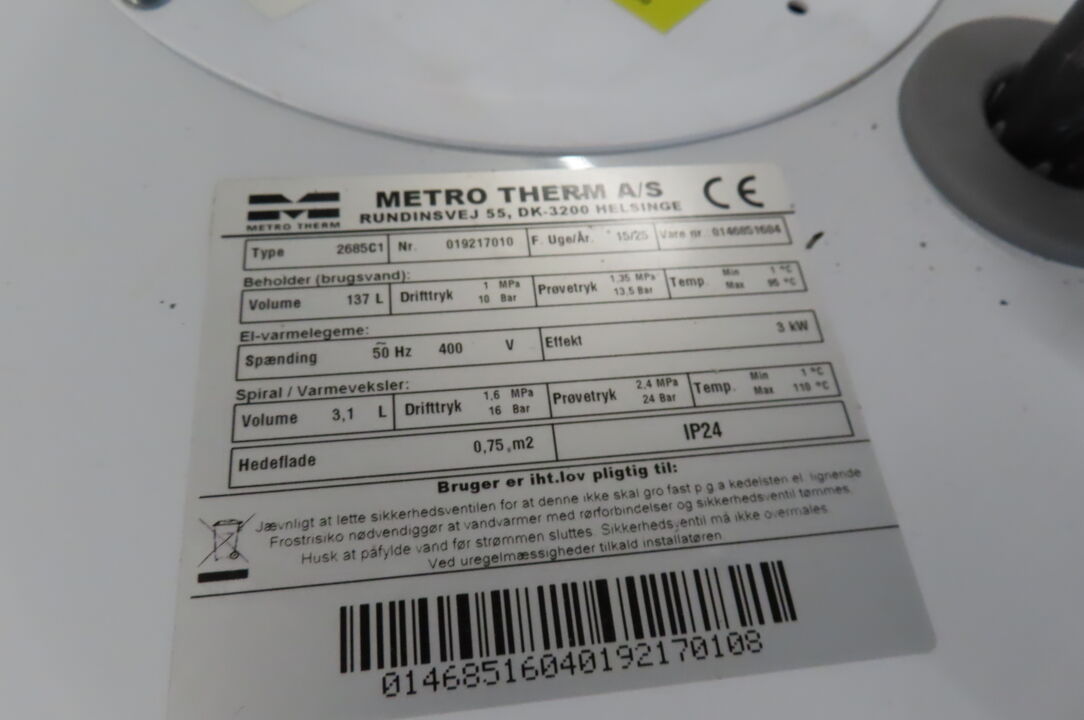 METRO THERM A/S CE
RUNDINSVEJ 55, DK-3200 HELSINGE
METRO THERM
Type 2685C1 Nr. 019217010 F. Uge/År. 15/25 Vare nr. 0146851604
Beholder (brugsvand):
Volume 137 L Drifttryk 1 MPa 10 Bar Prøvetryk 1,35 MPa 13,5 Bar Temp. Min 1 °C Max 95 °C
El-varmelegeme:
Spænding 50 Hz 400 V Effekt 3 kW
Spiral / Varmeveksler:
Volume 3,1 L Drifttryk 1,6 MPa 16 Bar Prøvetryk 2,4 MPa 24 Bar Temp. Min 1 °C Max 110 °C
Hedeflade 0,75 m2 IP24
Bruger er iht.lov pligtig til:
Jævnligt at lette sikkerhedsventilen for at denne ikke skal gro fast p g a kedelsten el. lignende
Frostrisiko nødvendiggør at vandvarmer med rørforbindelser og sikkerhedsventil tømmes.
Husk at påfylde vand før strømmen sluttes. Sikkerhedsventil må ikke overmales.
Ved uregelmæssigheder tilkald installatøren
01468516040192170108